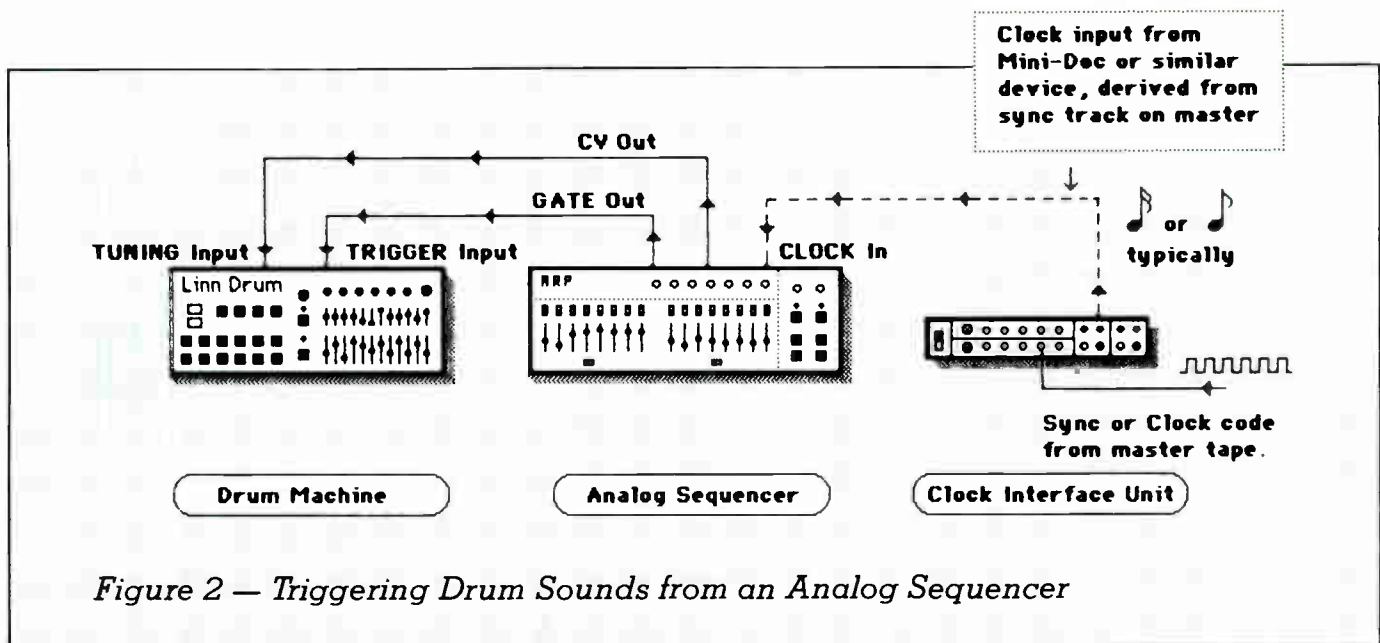 Clock input from
Mini-Doc or similar
device, derived from
sync track on master
CV Out
GATE Out
or
typically
TUNING Input
TRIGGER Input
CLOCK In
Linn Drum
ARP
Sync or Clock code
from master tape.
Drum Machine
Analog Sequencer
Clock Interface Unit
Figure 2 — Triggering Drum Sounds from an Analog Sequencer